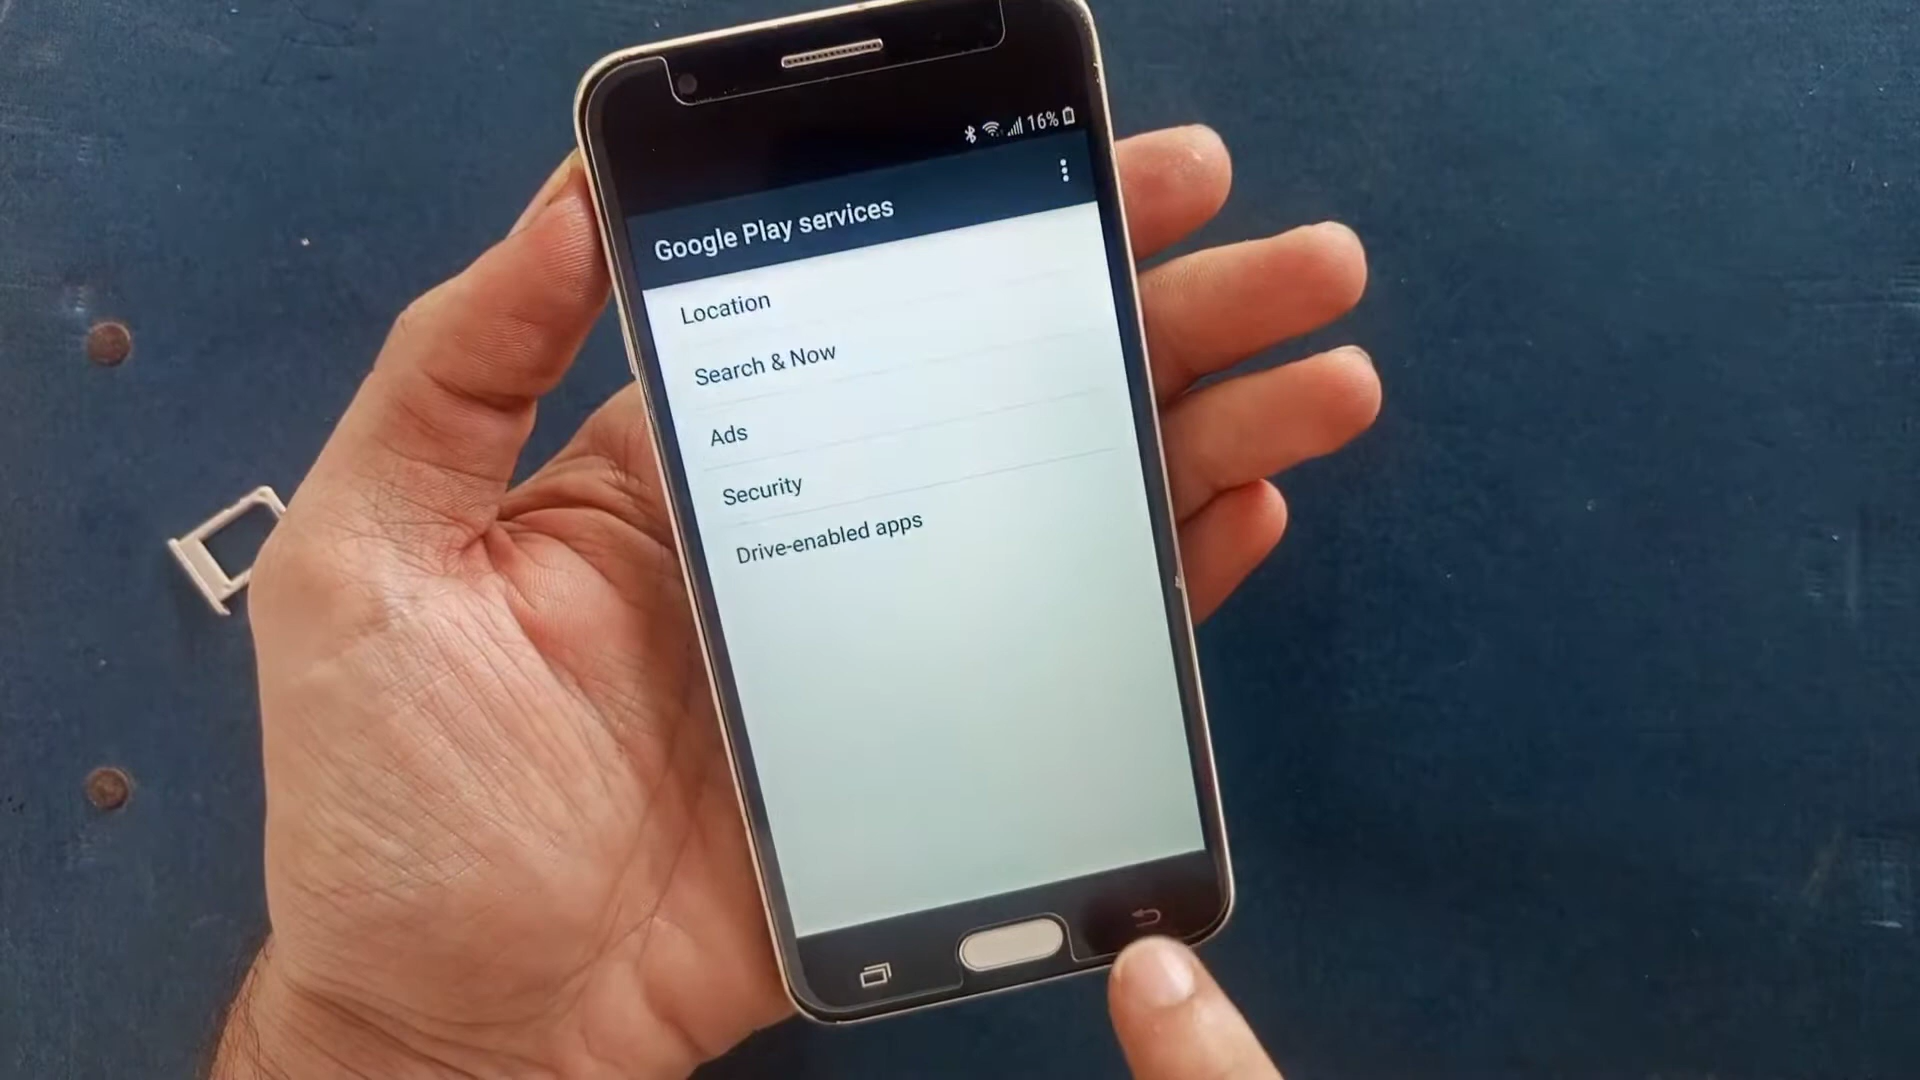 16%
Google Play services
Location
Search & Now
Ads
Security
Drive-enabled apps